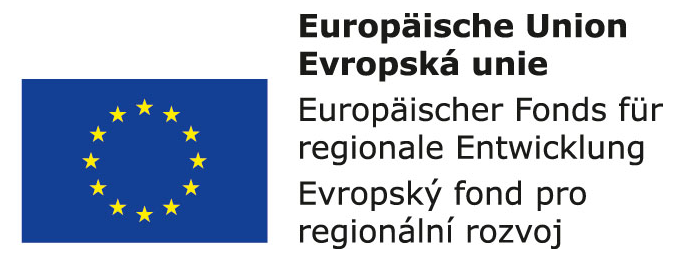 Europäische Union
Evropská unie
Europäischer Fonds für
regionale Entwicklung
Evropský fond pro
regionální rozvoj